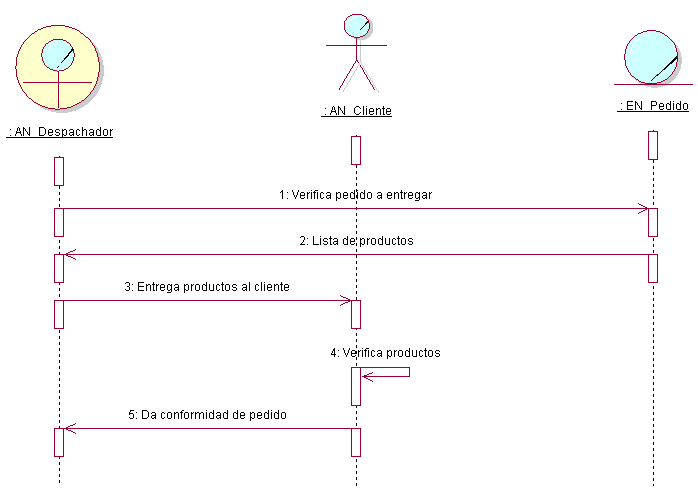 : AN_Cliente
: EN_Pedido
: AN_Despachador
1: Verifica pedido a entregar
2: Lista de productos
3: Entrega productos al cliente
4: Verifica productos
5: Da conformidad de pedido